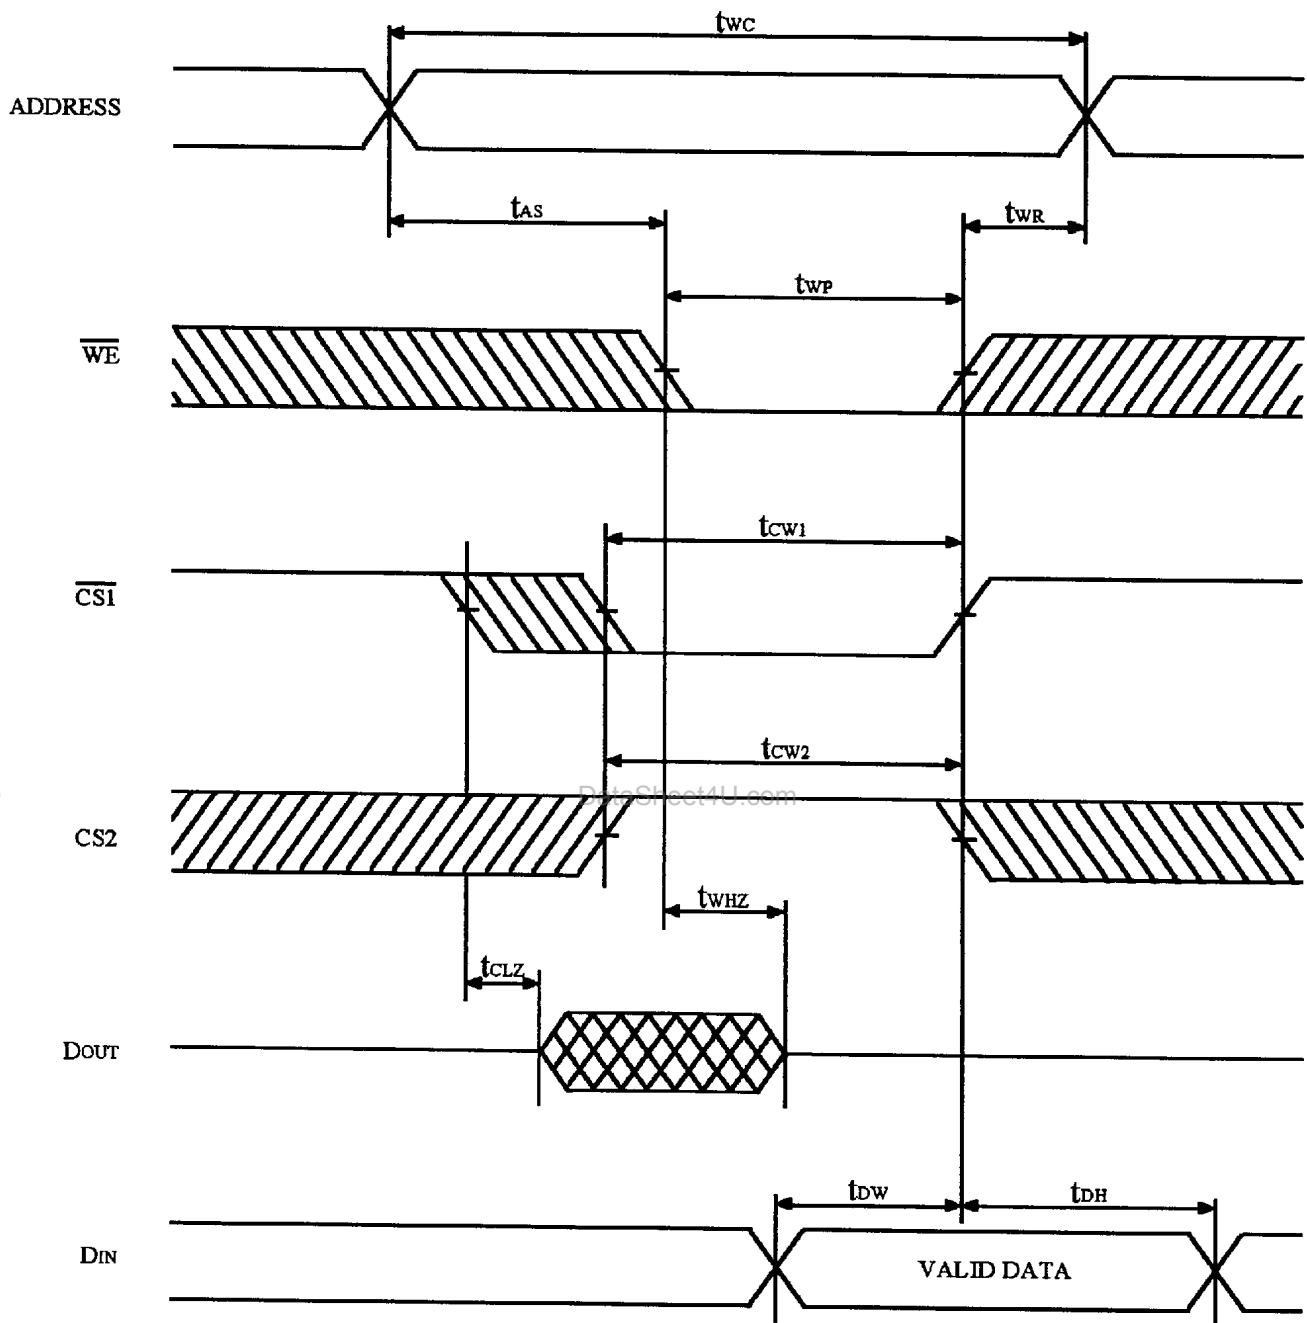 tWC
ADDRESS
tAS
tWR
tWP
WE
tCW1
CS1
tCW2
DataSheet4U.com
CS2
tWHZ
tCLZ
DOUT
tDW
tDH
DIN
VALID DATA